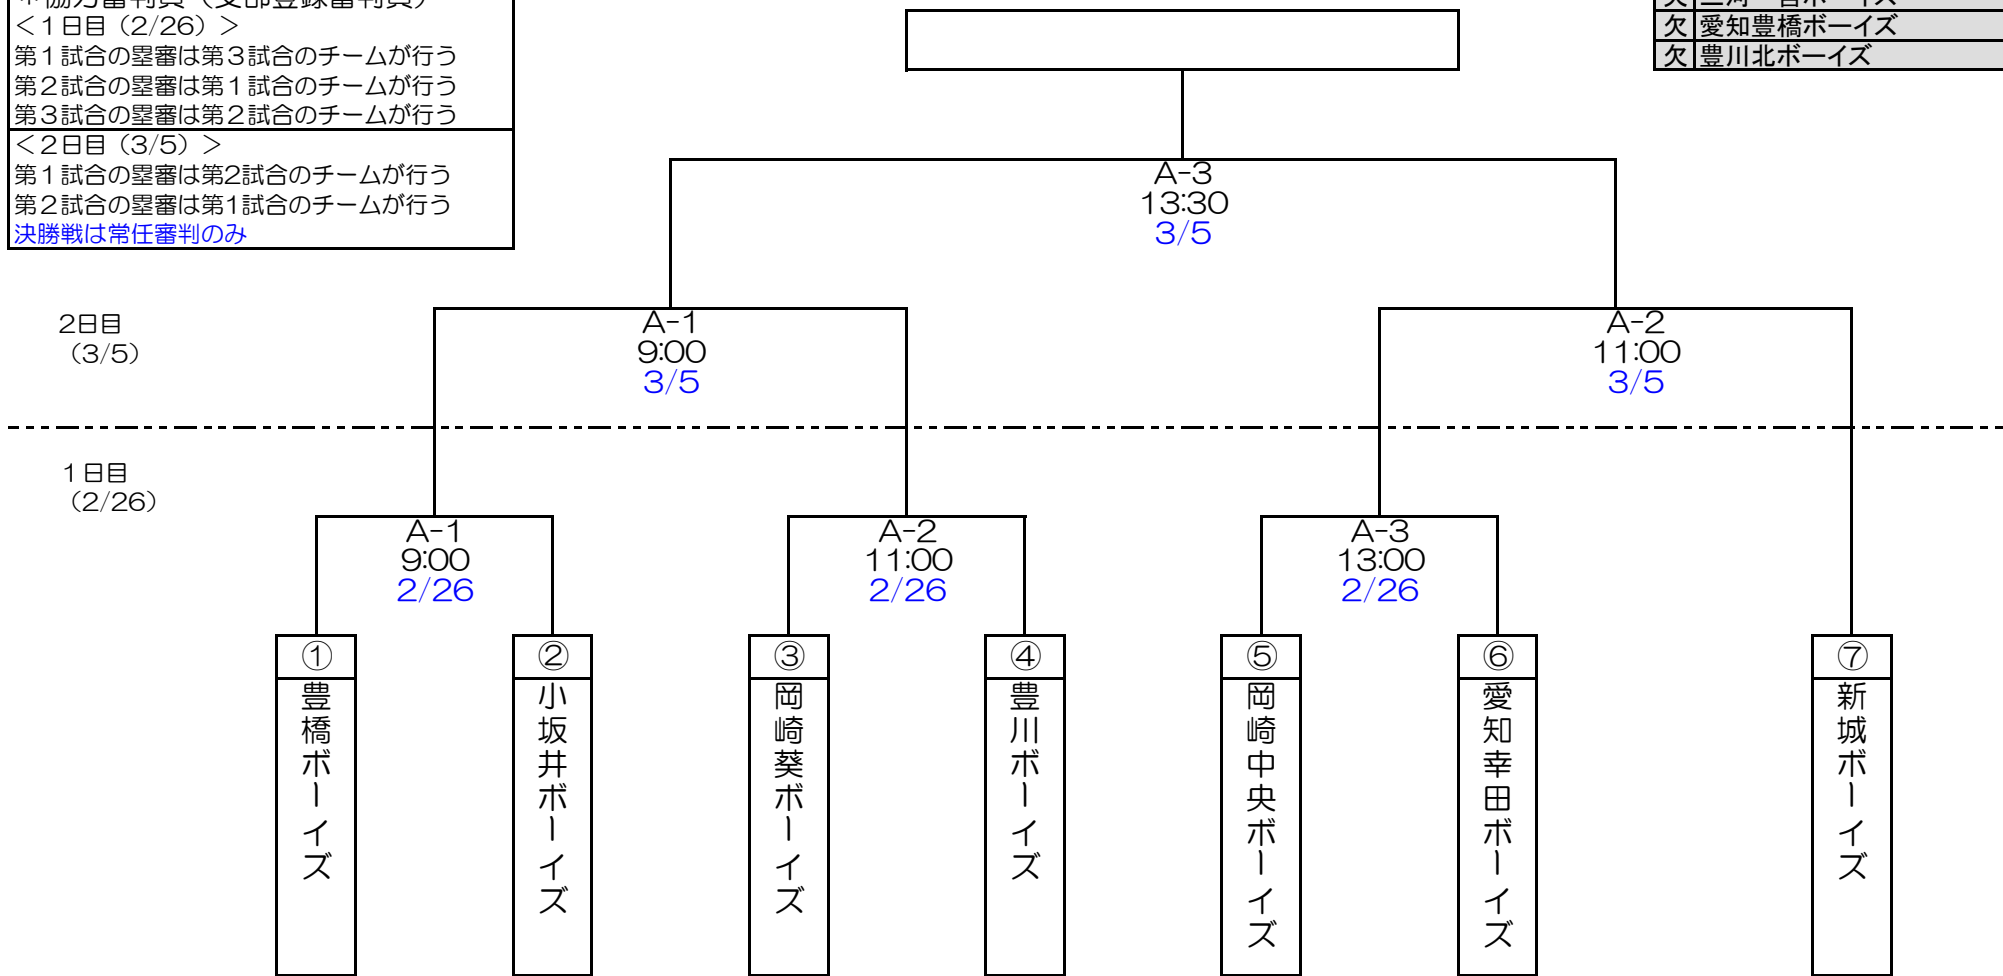 ＜１日目（2/26）＞
第１試合の塁審は第３試合のチームが行う
第２試合の塁審は第１試合のチームが行う
第３試合の塁審は第２試合のチームが行う
＜２日目（3/5）＞
第１試合の塁審は第2試合のチームが行う
第２試合の塁審は第1試合のチームが行う
決勝戦は常任審判のみ
欠 愛知豊橋ボーイズ
欠 豊川北ボーイズ
A-3
13:30
3/5
2日目
（3/5）
A-1
9:00
3/5
A-2
11:00
3/5
１日目
（2/26）
A-1
9:00
2/26
A-2
11:00
2/26
A-3
13:00
2/26
①
豊橋ボーイズ
②
小坂井ボーイズ
③
岡崎葵ボーイズ
④
豊川ボーイズ
⑤
岡崎中央ボーイズ
⑥
愛知幸田ボーイズ
⑦
新城ボーイズ